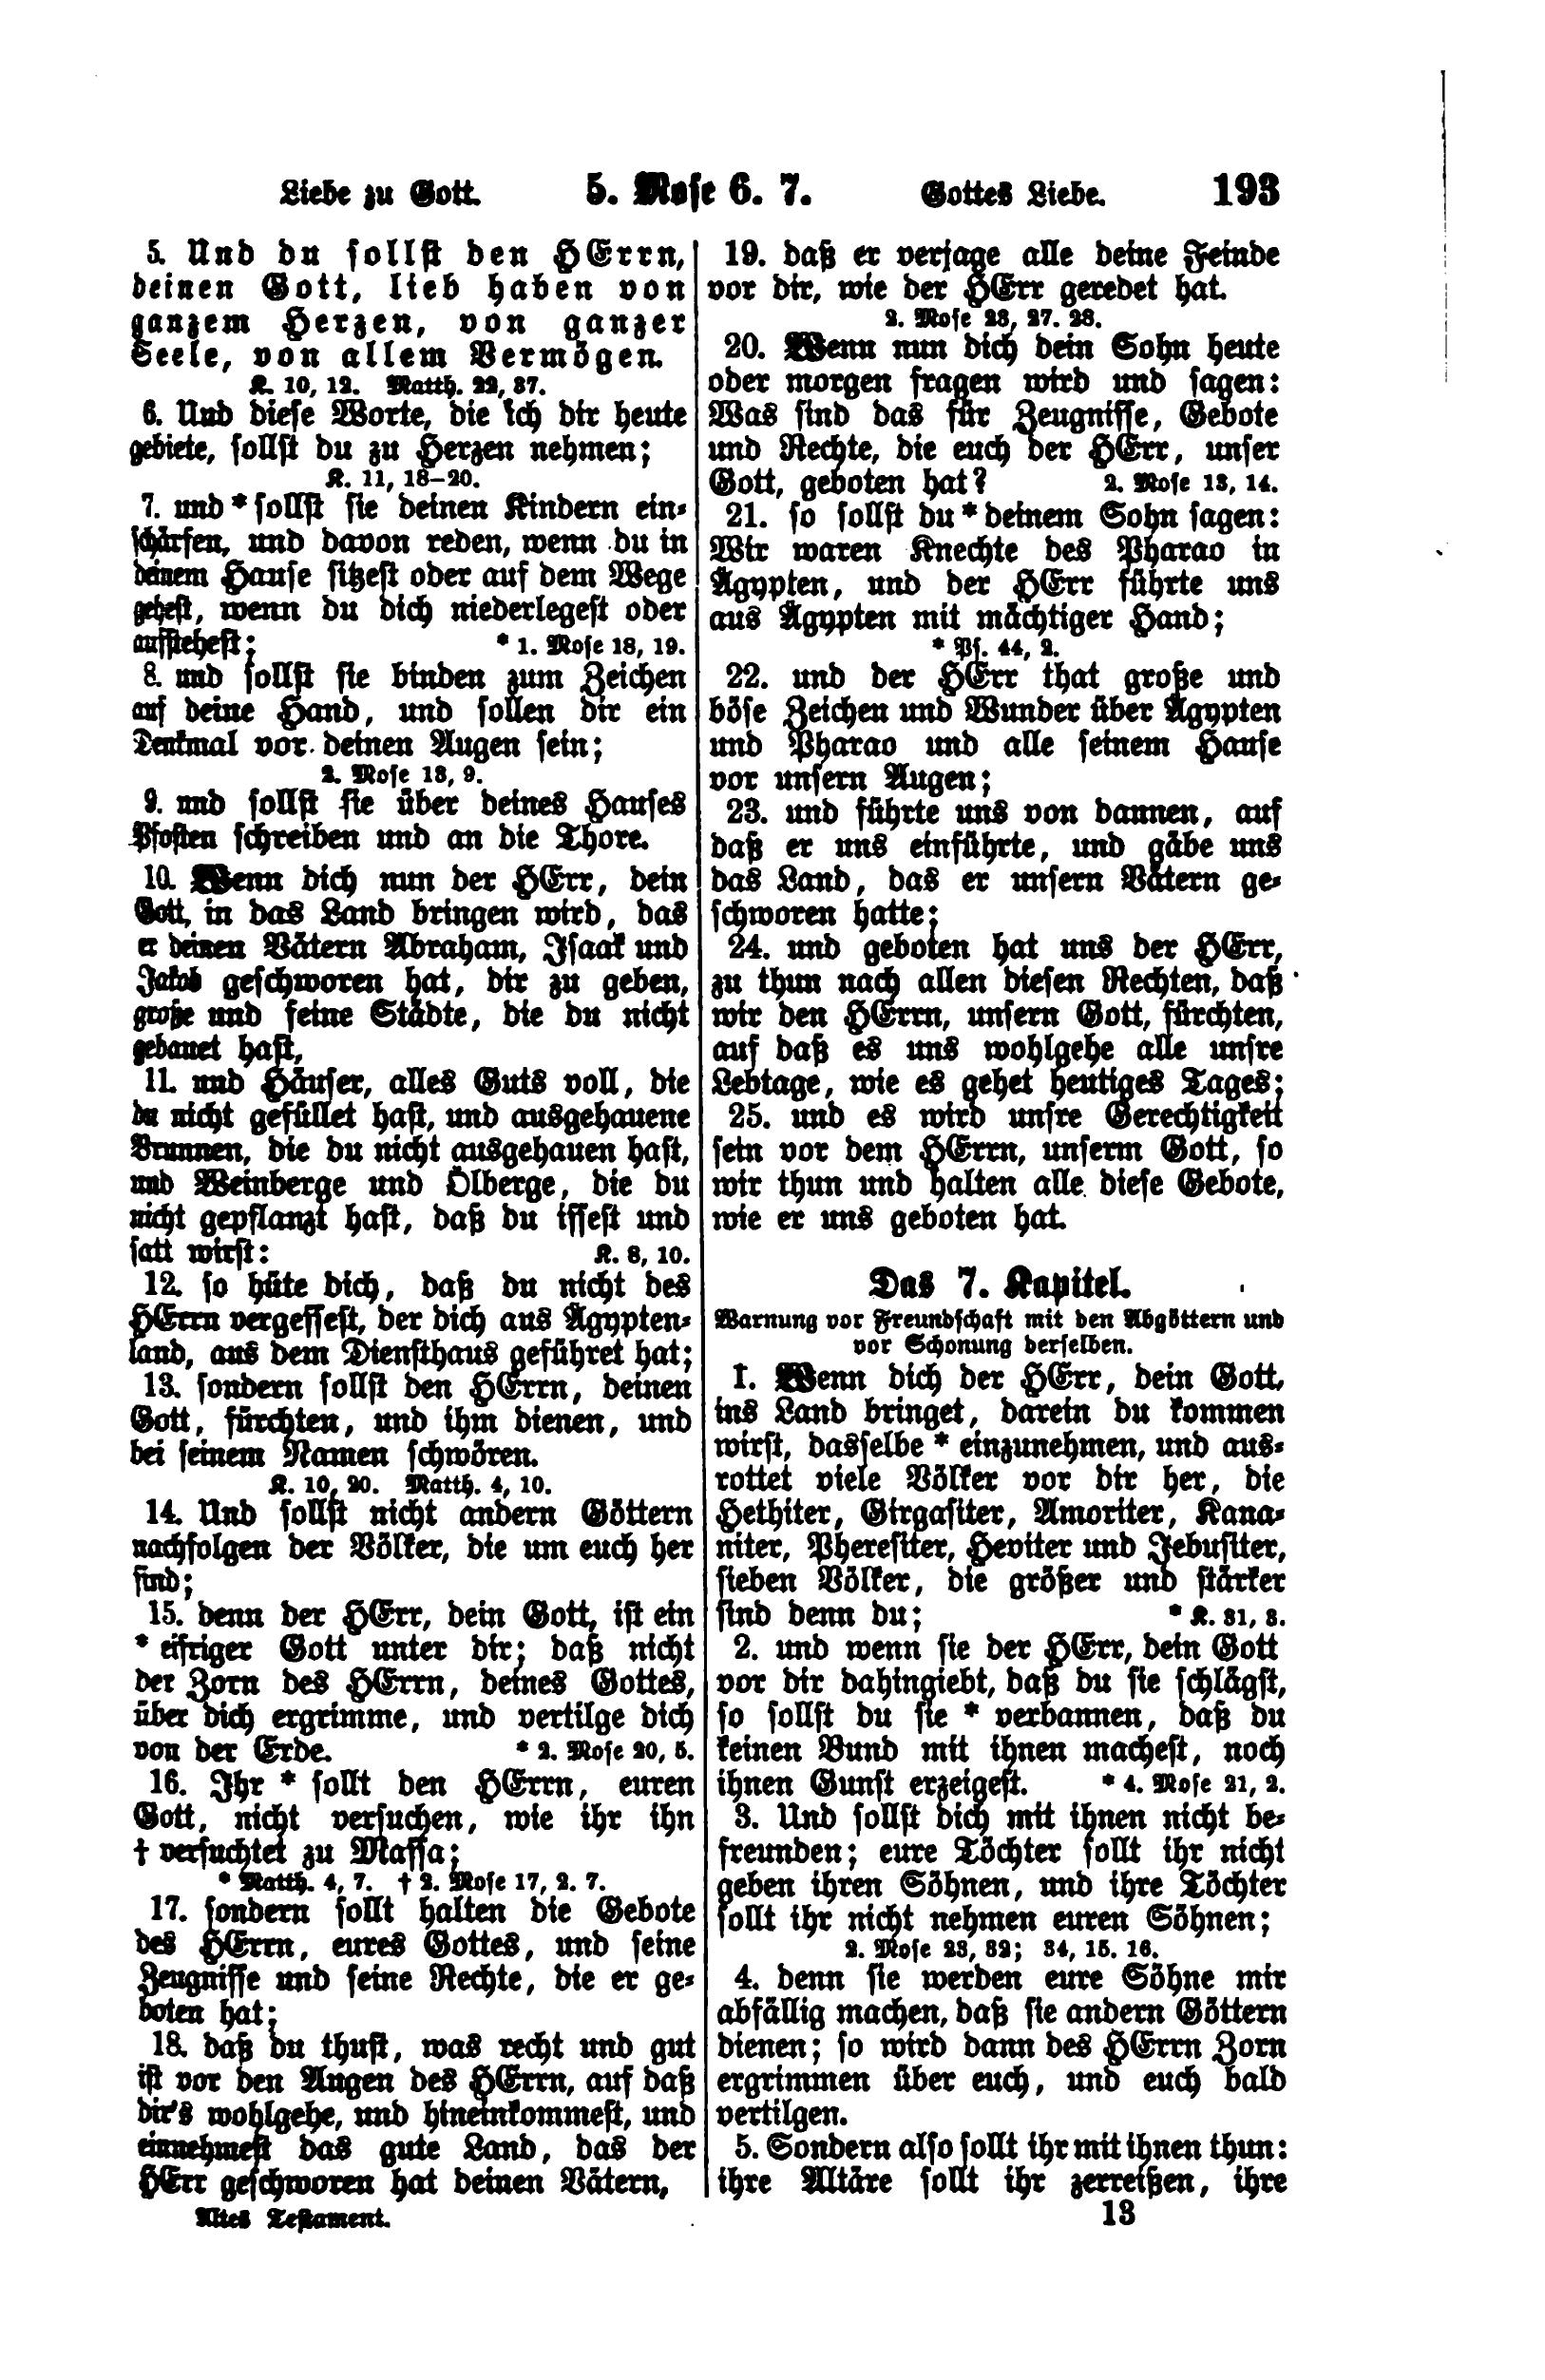 Liebe zu Gott. 5. Mose 6. 7. Gottes Liebe. 193
5. Und du sollst den HErrn,
deinen Gott, lieb haben von
ganzem Herzen, von ganzer
Seele, von allem Vermögen.
K. 10, 12. Matth. 22, 37.
6. Und diese Worte, die ich dir heute
gebiete, sollst du zu Herzen nehmen;
K. 11, 18–20.
7. und * sollst sie deinen Kindern ein-
schärfen, und davon reden, wenn du in
deinem Hause sitzest oder auf dem Wege
gehest, wenn du dich niederlegest oder
aufstehest; * 1. Mose 18, 19.
8. und sollst sie binden zum Zeichen
auf deine Hand, und sollen dir ein
Denkmal vor deinen Augen sein;
2. Mose 13, 9.
9. und sollst sie über deines Hauses
Pfosten schreiben und an die Thore.
10. Wenn dich nun der HErr, dein
Gott, in das Land bringen wird, das
er deinen Vätern Abraham, Isaak und
Jakob geschworen hat, dir zu geben,
große und feine Städte, die du nicht
gebauet hast,
11. und Häuser, alles Guts voll, die
du nicht gefüllet hast, und ausgehauene
Brunnen, die du nicht ausgehauen hast,
und Weinberge und Ölberge, die du
nicht gepflanzt hast, daß du issest und
satt wirst: K. 8, 10.
12. so hüte dich, daß du nicht des
HErrn vergessest, der dich aus Ägypten-
land, aus dem Diensthaus geführet hat;
13. sondern sollst den HErrn, deinen
Gott, fürchten, und ihm dienen, und
bei seinem Namen schwören.
K. 10, 20. Matth. 4, 10.
14. Und sollst nicht andern Göttern
nachfolgen der Völker, die um euch her
sind;
15. denn der HErr, dein Gott, ist ein
* eifriger Gott unter dir; daß nicht
der Zorn des HErrn, deines Gottes,
über dich ergrimme, und vertilge dich
von der Erde. * 2. Mose 20, 5.
16. Ihr * sollt den HErrn, euren
Gott, nicht versuchen, wie ihr ihn
† versuchtet zu Massa;
* Matth. 4, 7. † 2. Mose 17, 2. 7.
17. sondern sollt halten die Gebote
des HErrn, eures Gottes, und seine
Zeugnisse und seine Rechte, die er ge-
boten hat;
18. daß du thust, was recht und gut
ist vor den Augen des HErrn, auf daß
dir's wohlgehe, und hineinkommest, und
einnehmest das gute Land, das der
HErr geschworen hat deinen Vätern,
19. daß er verjage alle deine Feinde
vor dir, wie der HErr geredet hat.
2. Mose 23, 27. 28.
20. Wenn nun dich dein Sohn heute
oder morgen fragen wird und sagen:
Was sind das für Zeugnisse, Gebote
und Rechte, die euch der HErr, unser
Gott, geboten hat? 2. Mose 13, 14.
21. so sollst du * deinem Sohn sagen:
Wir waren Knechte des Pharao in
Ägypten, und der HErr führte uns
aus Ägypten mit mächtiger Hand;
* Ps. 44, 2.
22. und der HErr that große und
böse Zeichen und Wunder über Ägypten
und Pharao und alle seinem Hause
vor unsern Augen;
23. und führte uns von dannen, auf
daß er uns einführte, und gäbe uns
das Land, das er unsern Vätern ge-
schworen hatte;
24. und geboten hat uns der HErr,
zu thun nach allen diesen Rechten, daß
wir den HErrn, unsern Gott, fürchten,
auf daß es uns wohlgehe alle unsre
Lebtage, wie es gehet heutiges Tages;
25. und es wird unsre Gerechtigkeit
sein vor dem HErrn, unserm Gott, so
wir thun und halten alle diese Gebote,
wie er uns geboten hat.
Das 7. Kapitel.
Warnung vor Freundschaft mit den Abgöttern und
vor Schonung derselben.
1. Wenn dich der HErr, dein Gott,
ins Land bringet, darein du kommen
wirst, dasselbe * einzunehmen, und aus-
rottet viele Völker vor dir her, die
Hethiter, Girgasiter, Amoriter, Kana-
niter, Pheresiter, Heviter und Jebusiter,
sieben Völker, die größer und stärker
sind denn du; * K. 31, 3.
2. und wenn sie der HErr, dein Gott
vor dir dahingiebt, daß du sie schlägst,
so sollst du sie * verbannen, daß du
keinen Bund mit ihnen machest, noch
ihnen Gunst erzeigest. * 4. Mose 21, 2.
3. Und sollst dich mit ihnen nicht be-
freunden; eure Töchter sollt ihr nicht
geben ihren Söhnen, und ihre Töchter
sollt ihr nicht nehmen euren Söhnen;
2. Mose 23, 32; 34, 15. 16.
4. denn sie werden eure Söhne mir
abfällig machen, daß sie andern Göttern
dienen; so wird dann des HErrn Zorn
ergrimmen über euch, und euch bald
vertilgen.
5. Sondern also sollt ihr mit ihnen thun:
ihre Altäre sollt ihr zerreißen, ihre
Altes Testament. 13